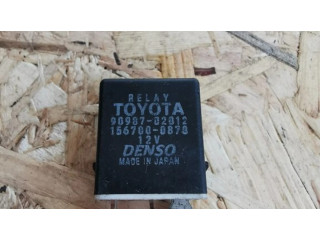 RELAY
TOYOTA
90987-02012
156700-0870
12V
DENSO
MADE IN JAPAN